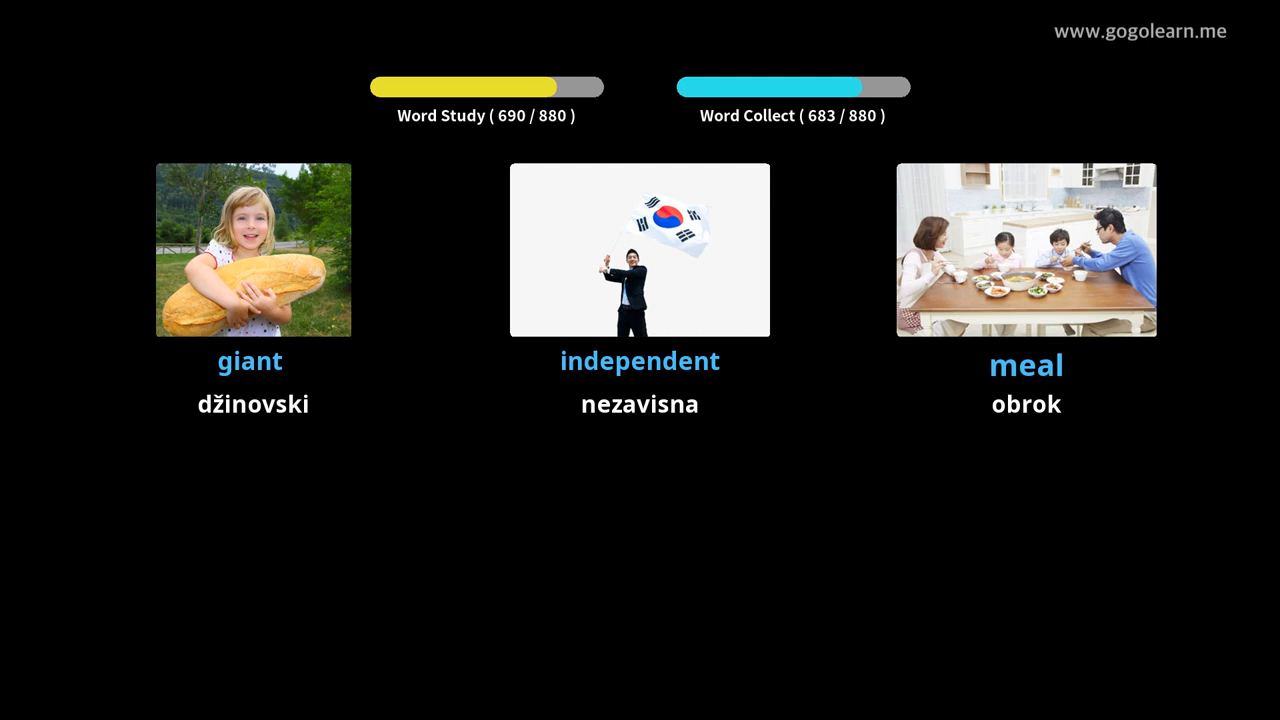 www.gogolearn.me
Word Study ( 690 / 880 )
Word Collect ( 683 / 880 )
giant
džinovski
independent
nezavisna
meal
obrok